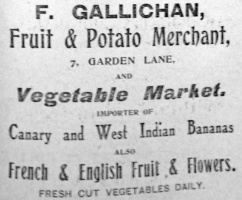 F. GALLICHAN,
Fruit & Potato Merchant,
7, GARDEN LANE,
AND
Vegetable Market.
IMPORTER OF
Canary and West Indian Bananas
ALSO
French & English Fruit & Flowers.
FRESH CUT VEGETABLES DAILY.